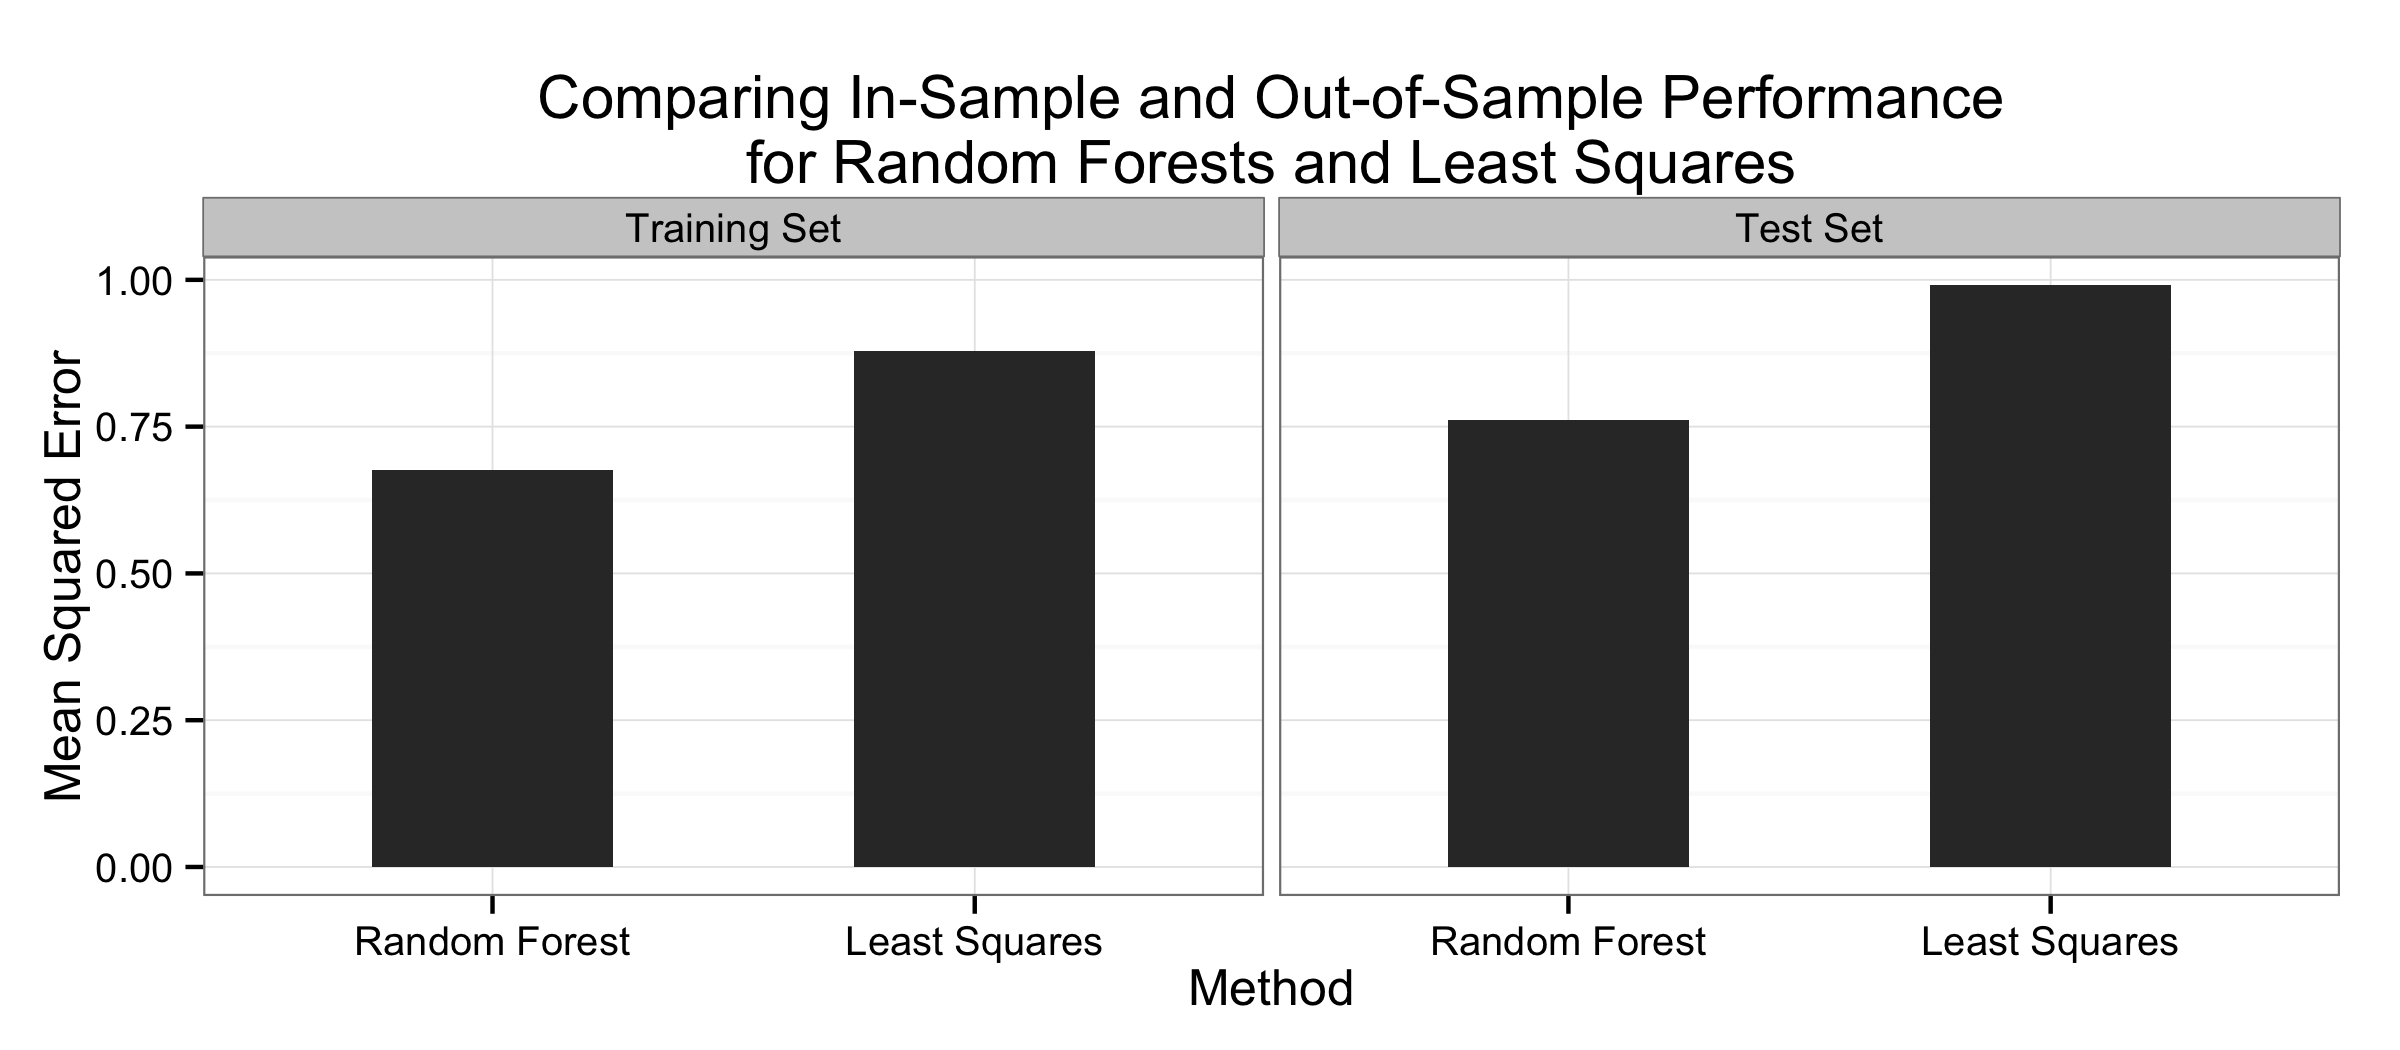 Comparing In-Sample and Out-of-Sample Performance
for Random Forests and Least Squares
Training Set
Test Set
Mean Squared Error
1.00
0.75
0.50
0.25
0.00
Random Forest
Least Squares
Random Forest
Least Squares
Method